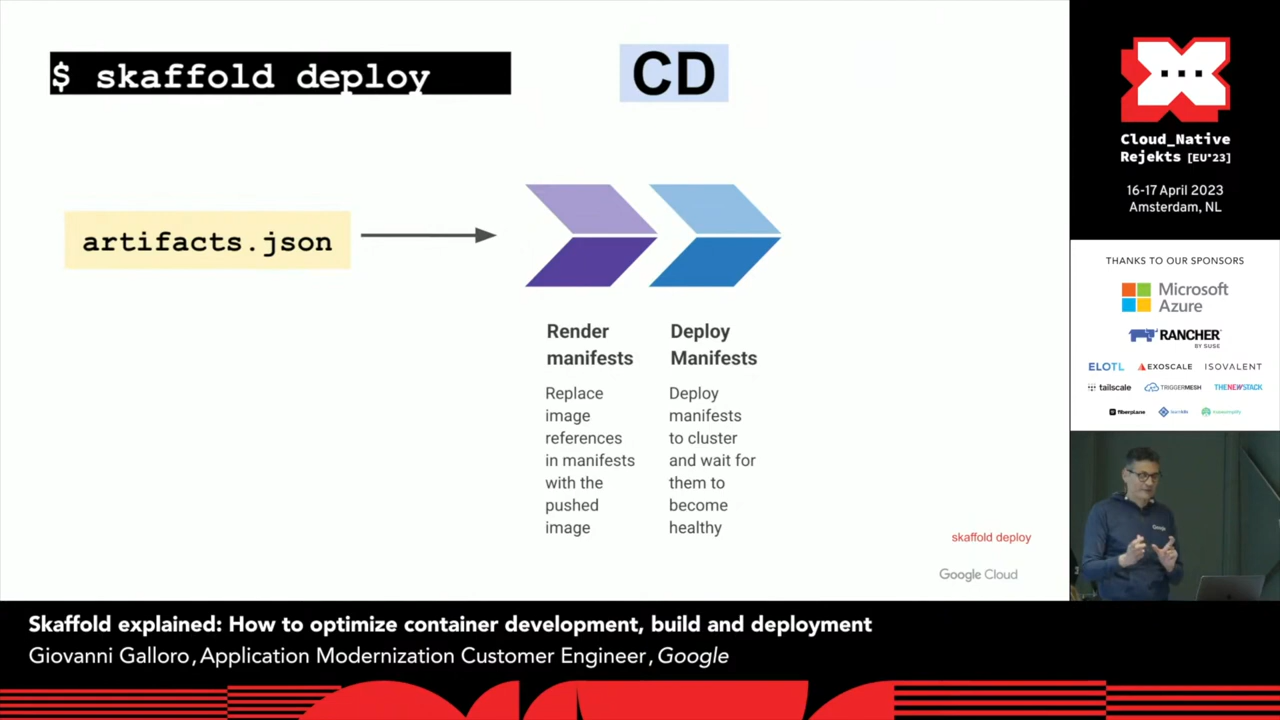 $ skaffold deploy
CD
artifacts.json
Render
manifests
Replace
image
references
in manifests
with the
pushed
image
Deploy
Manifests
Deploy
manifests
to cluster
and wait for
them to
become
healthy
skaffold deploy
Google Cloud
Cloud_Native
Rejekts [EU*23]
16-17 April 2023
Amsterdam, NL
THANKS TO OUR SPONSORS
Microsoft
Azure
RANCHER
BY SUSE
ELOTL
EXOSCALE
ISOVALENT
tailscale
TRIGGERMESH
THENEWSTACK
fiberplane
Google
Skaffold explained: How to optimize container development, build and deployment
Giovanni Galloro, Application Modernization Customer Engineer, Google